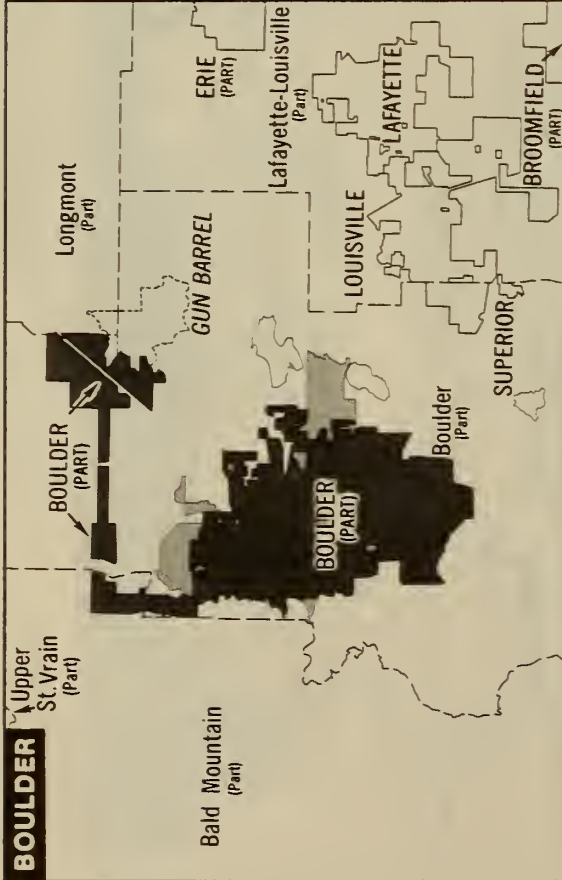 BOULDER
Upper
St. Vrain
(Part)
Bald Mountain
(Part)
BOULDER
(PART)
Longmont
(Part)
GUN BARREL
ERIE
(PART)
Lafayette-Louisville
(Part)
LAFAYETTE
LOUISVILLE
BOULDER
(PART)
Boulder
(Part)
SUPERIOR
BROOMFIELD
(PART)